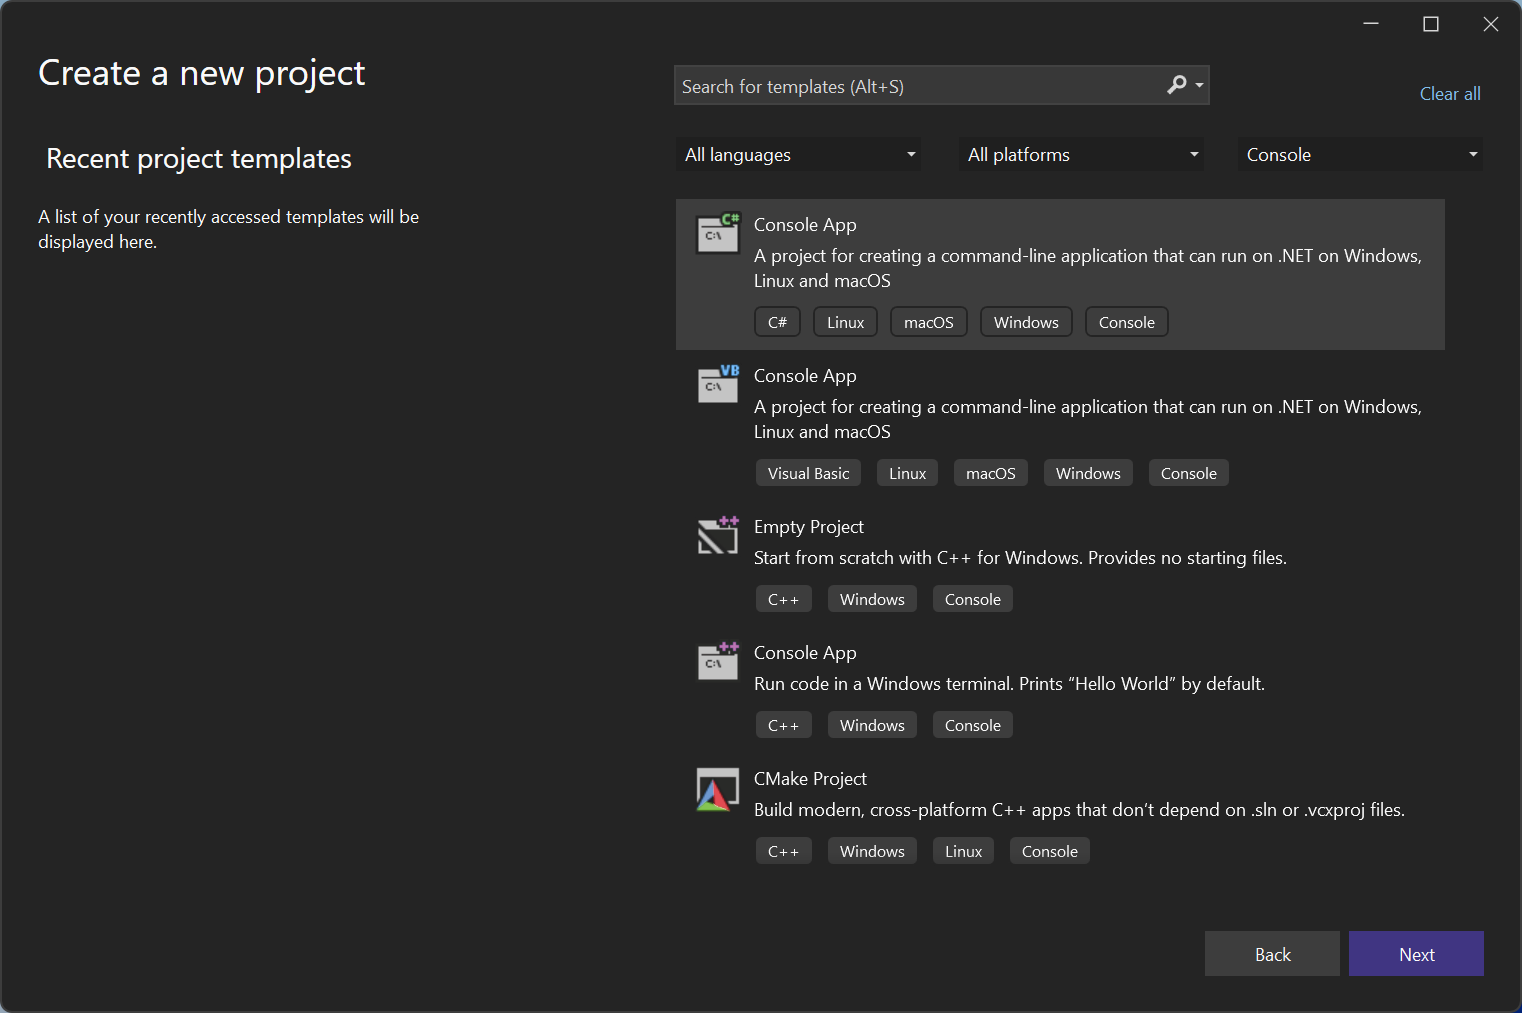 Create a new project
Search for templates (Alt+S)
Clear all
Recent project templates
All languages
All platforms
Console
A list of your recently accessed templates will be
displayed here.
C#
C:\
Console App
A project for creating a command-line application that can run on .NET on Windows,
Linux and macOS
C# Linux macOS Windows Console
VB
C:\
Console App
A project for creating a command-line application that can run on .NET on Windows,
Linux and macOS
Visual Basic Linux macOS Windows Console
++
Empty Project
Start from scratch with C++ for Windows. Provides no starting files.
C++ Windows Console
++
C:\
Console App
Run code in a Windows terminal. Prints “Hello World” by default.
C++ Windows Console
CMake Project
Build modern, cross-platform C++ apps that don’t depend on .sln or .vcxproj files.
C++ Windows Linux Console
Back
Next